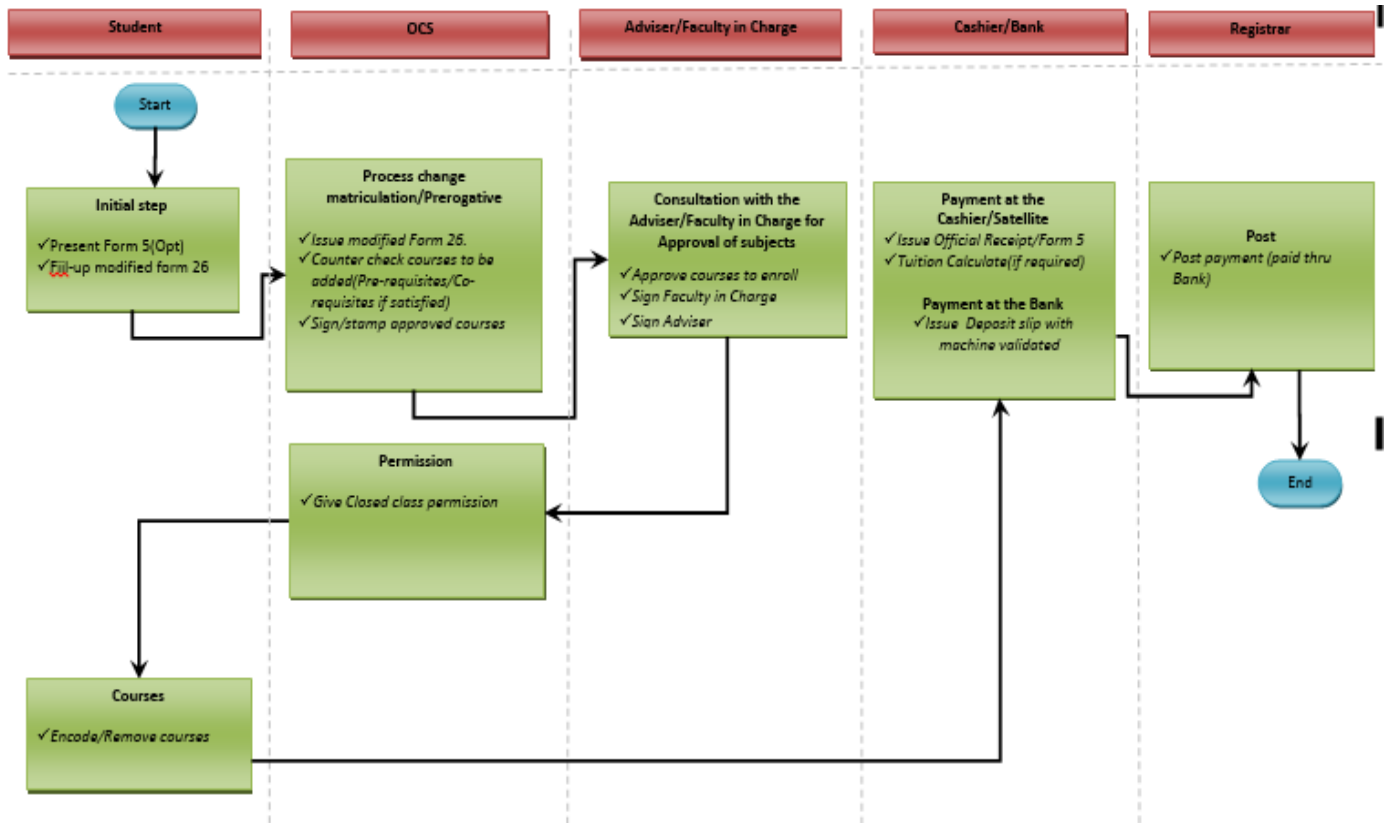 Student
OCS
Adviser/Faculty in Charge
Cashier/Bank
Registrar
Start
Initial step
✓Present Form 5(Opt)
✓Fiil-up modified form 26
Process change
matriculation/Prerogative
✓Issue modified Form 26.
✓Counter check courses to be
added(Pre-requisites/Co-
requisites if satisfied)
✓Sign/stamp approved courses
Consultation with the
Adviser/Faculty in Charge for
Approval of subjects
✓Approve courses to enroll
✓Sign Faculty in Charge
✓Sign Adviser
Payment at the
Cashier/Satellite
✓Issue Official Receipt/Form 5
✓Tuition Calculate(if required)
Payment at the Bank
✓Issue Deposit slip with
machine validated
Post
✓Post payment (paid thru
Bank)
Permission
✓Give Closed class permission
End
Courses
✓Encode/Remove courses